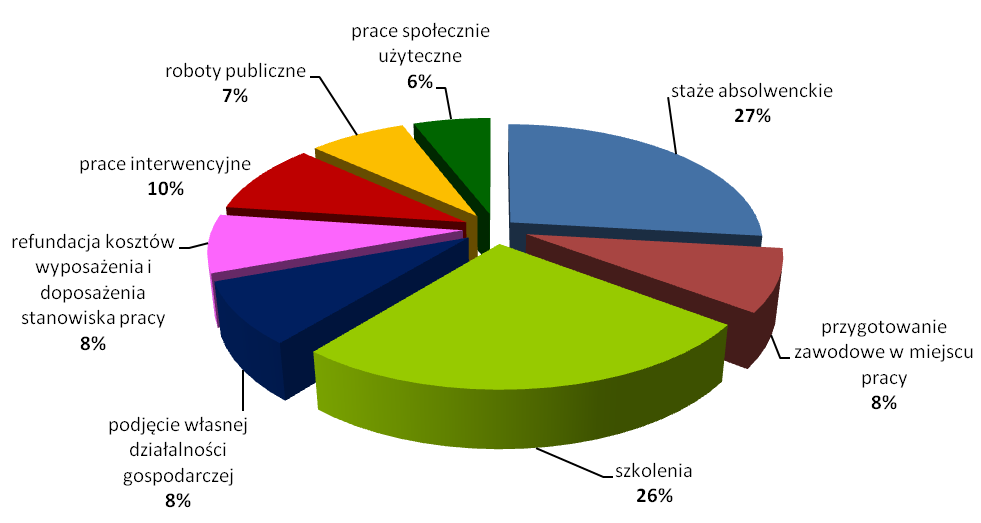 prace społecznie
użyteczne
6%
roboty publiczne
7%
staże absolwenckie
27%
prace interwencyjne
10%
refundacja kosztów
wyposażenia i
doposażenia
stanowiska pracy
8%
przygotowanie
zawodowe w miejscu
pracy
8%
podjęcie własnej
działalności
gospodarczej
8%
szkolenia
26%